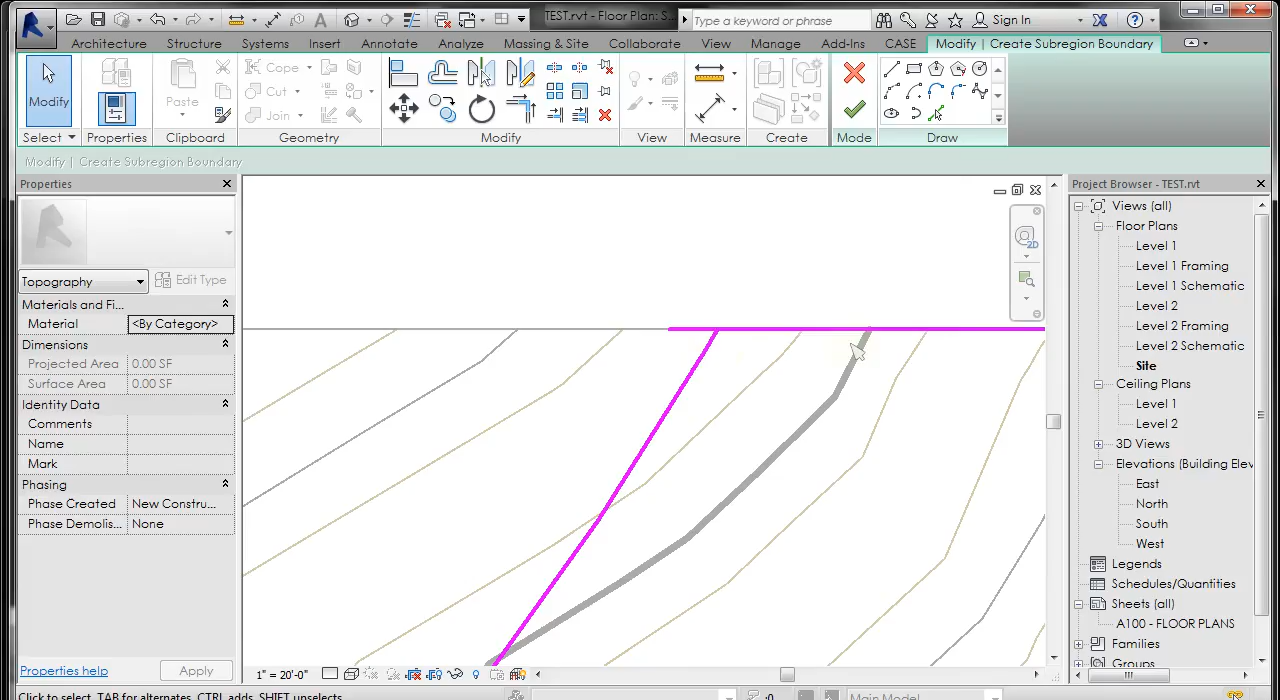 TEST.rvt - Floor Plan: S...
Type a keyword or phrase
Sign In
Architecture Structure Systems Insert Annotate Analyze Massing & Site Collaborate View Manage Add-Ins CASE Modify | Create Subregion Boundary
Modify
Paste
Cope
Cut
Join
Select Properties Clipboard Geometry Modify View Measure Create Mode Draw
Modify | Create Subregion Boundary
Properties
Topography
Edit Type
Materials and Fi...
Material <By Category>
Dimensions
Projected Area 0.00 SF
Surface Area 0.00 SF
Identity Data
Comments
Name
Mark
Phasing
Phase Created New Constru...
Phase Demolis... None
Properties help
Apply
2D
1" = 20'-0"
Project Browser - TEST.rvt
Views (all)
Floor Plans
Level 1
Level 1 Framing
Level 1 Schematic
Level 2
Level 2 Framing
Level 2 Schematic
Site
Ceiling Plans
Level 1
Level 2
3D Views
Elevations (Building Elev
East
North
South
West
Legends
Schedules/Quantities
Sheets (all)
A100 - FLOOR PLANS
Families
Groups
Click to select, TAB for alternates, CTRL adds, SHIFT unselects.
:0
Main Model